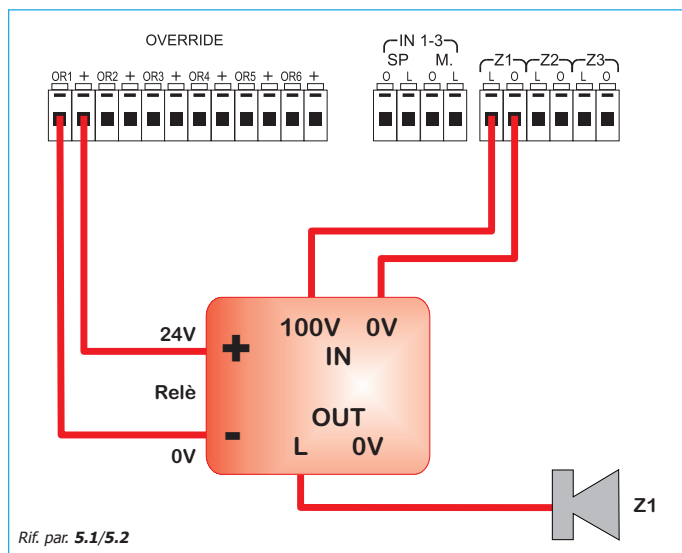 OVERRIDE
OR1 + OR2 + OR3 + OR4 + OR5 + OR6 +
IN 1-3
SP M.
O L O L
Z1 Z2 Z3
L O L O L O
24V
+
100V 0V
IN
Relè
OUT
-
L 0V
0V
Z1
Rif. par. 5.1/5.2